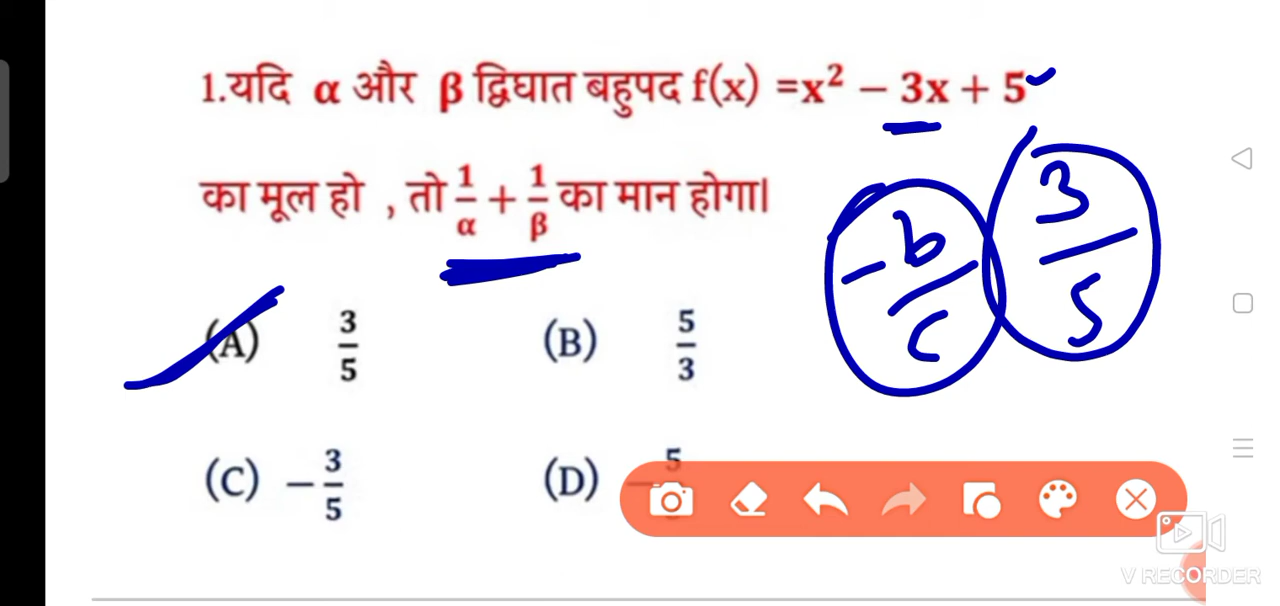 1.यदि α और β द्विघात बहुपद f(x) =x² − 3x + 5
का मूल हो , तो 1/α + 1/β का मान होगा|
(A) 3/5 (B) 5/3
(C) − 3/5 (D) − 5
− b/c
3/5
V RECORDER